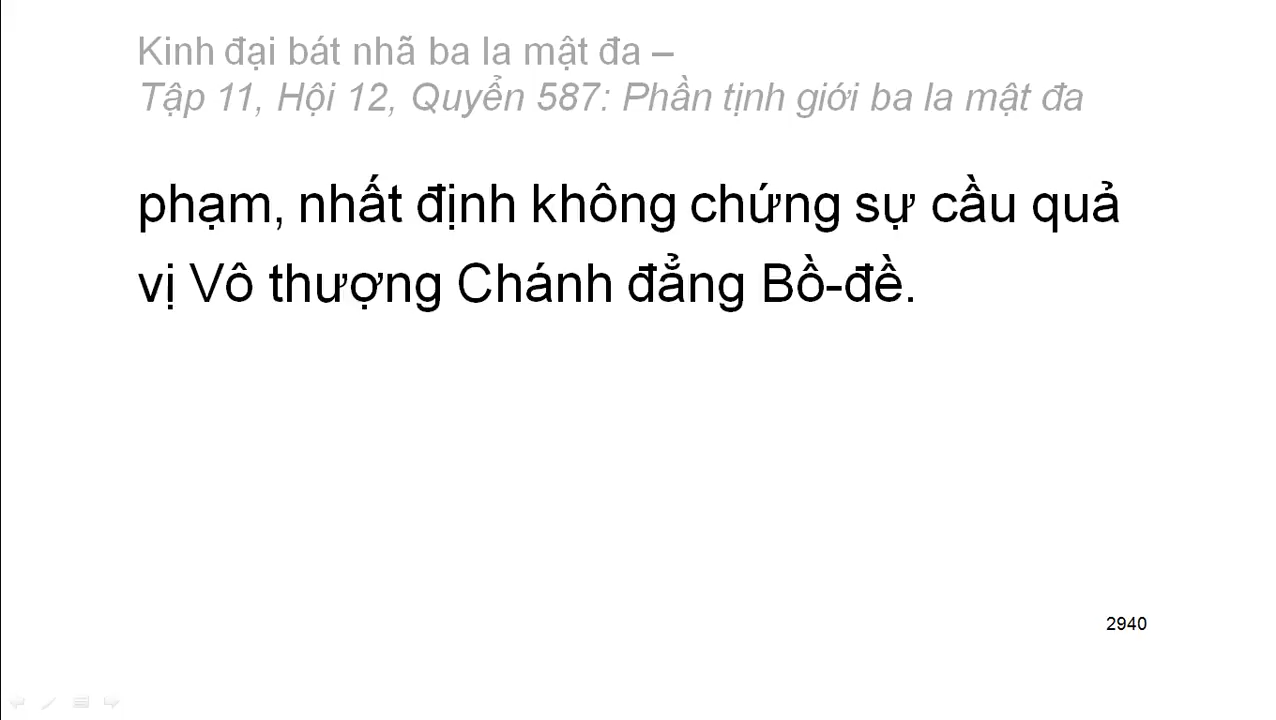 Kinh đại bát nhã ba la mật đa –
Tập 11, Hội 12, Quyển 587: Phần tịnh giới ba la mật đa
phạm, nhất định không chứng sự cầu quả
vị Vô thượng Chánh đẳng Bồ-đề.
2940